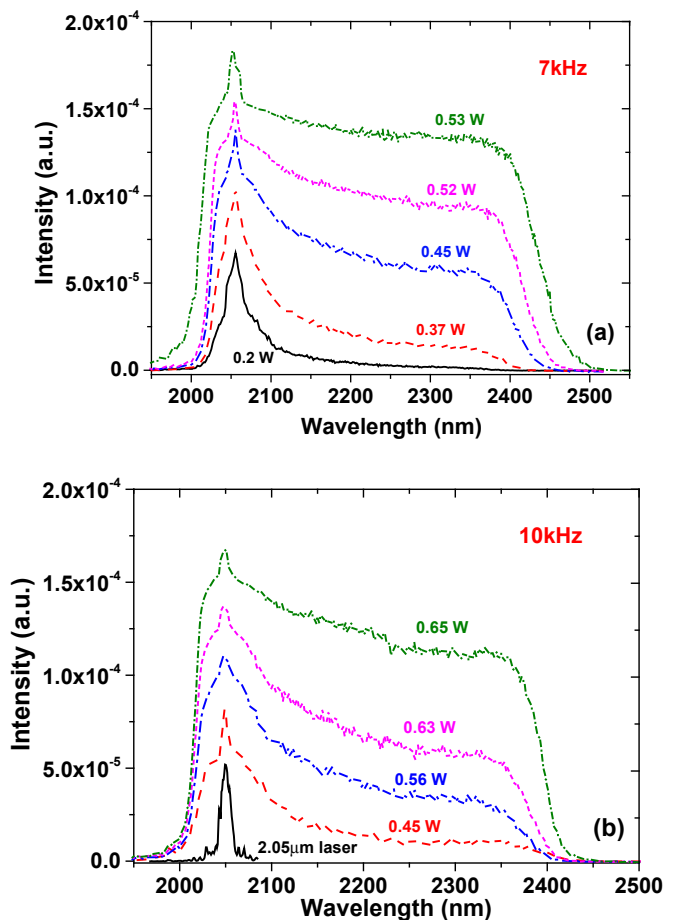 2.0x10⁻⁴
7kHz
1.5x10⁻⁴
0.53 W
0.52 W
1.0x10⁻⁴
0.45 W
5.0x10⁻⁵
0.37 W
(a)
0.2 W
0.0
Intensity (a.u.)
2000 2100 2200 2300 2400 2500
Wavelength (nm)
2.0x10⁻⁴
10kHz
1.5x10⁻⁴
0.65 W
1.0x10⁻⁴
0.63 W
0.56 W
5.0x10⁻⁵
0.45 W
(b)
2.05μm laser
0.0
Intensity (a.u.)
2000 2100 2200 2300 2400 2500
Wavelength (nm)